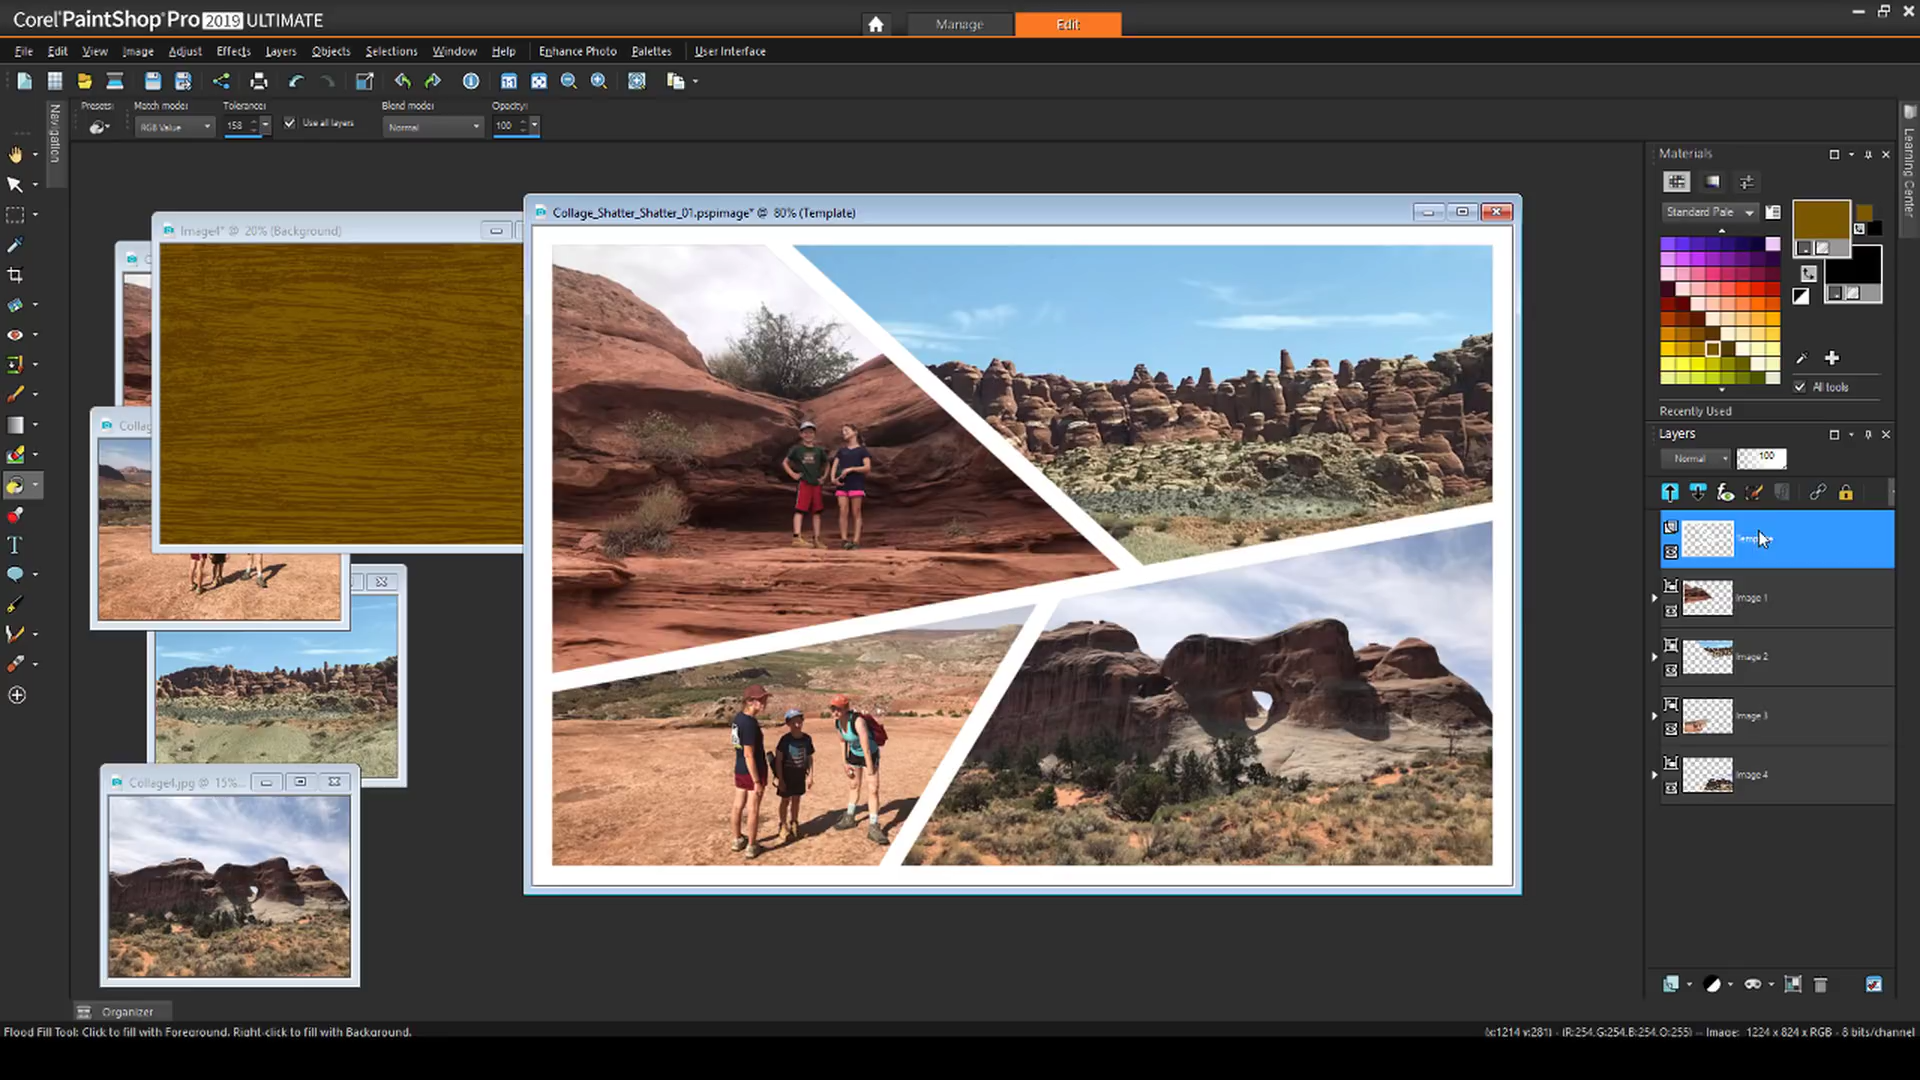 Corel® PaintShop® Pro 2019 ULTIMATE
Manage
Edit
File Edit View Image Adjust Effects Layers Objects Selections Window Help Enhance Photo Palettes User Interface
Presets: Match mode: Tolerance: Blend mode: Opacity:
RGB Value 158 Use all layers Normal 100
Navigation
Learning Center
Image4* @ 20% (Background)
Collage_Shatter_Shatter_01.pspimage* @ 80% (Template)
Collag
Collage4.jpg @ 15%...
Materials
Standard Pale
All tools
Recently Used
Layers
Normal 100
Image 1
Image 2
Image 3
Image 4
Organizer
Flood Fill Tool: Click to fill with Foreground. Right-click to fill with Background.
(x:1214 y:281) -- (R:254,G:254,B:254,O:255) -- Image: 1224 x 824 x RGB - 8 bits/channel